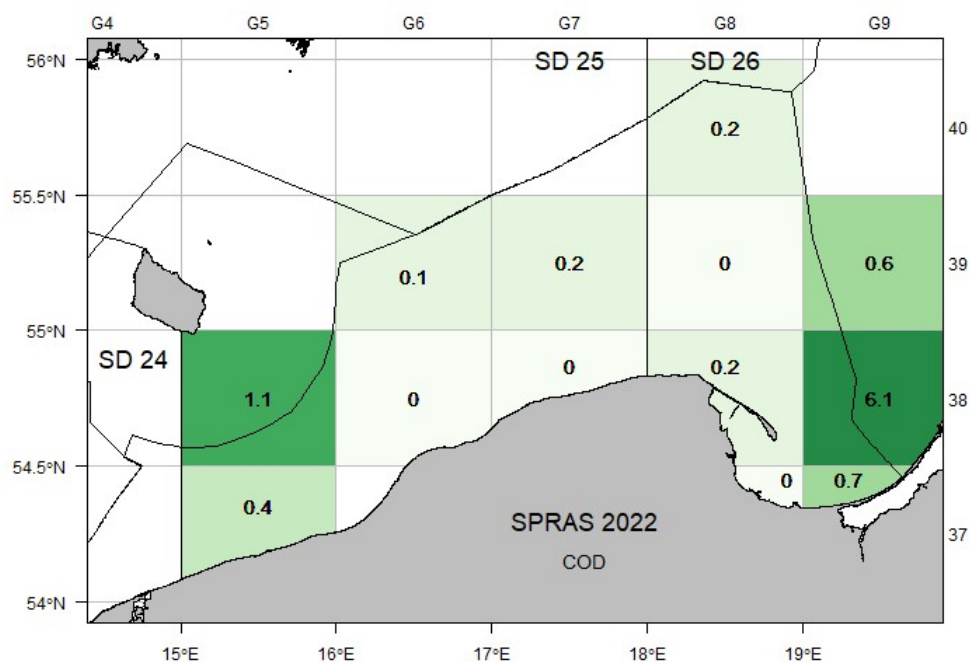 G4 G5 G6 G7 G8 G9
56°N SD 25 SD 26
0.2 40
55.5°N
0.1 0.2 0 0.6 39
55°N
SD 24 0.2
0
1.1 0 6.1 38
54.5°N
0 0.7
0.4
SPRAS 2022 37
COD
54°N
15°E 16°E 17°E 18°E 19°E